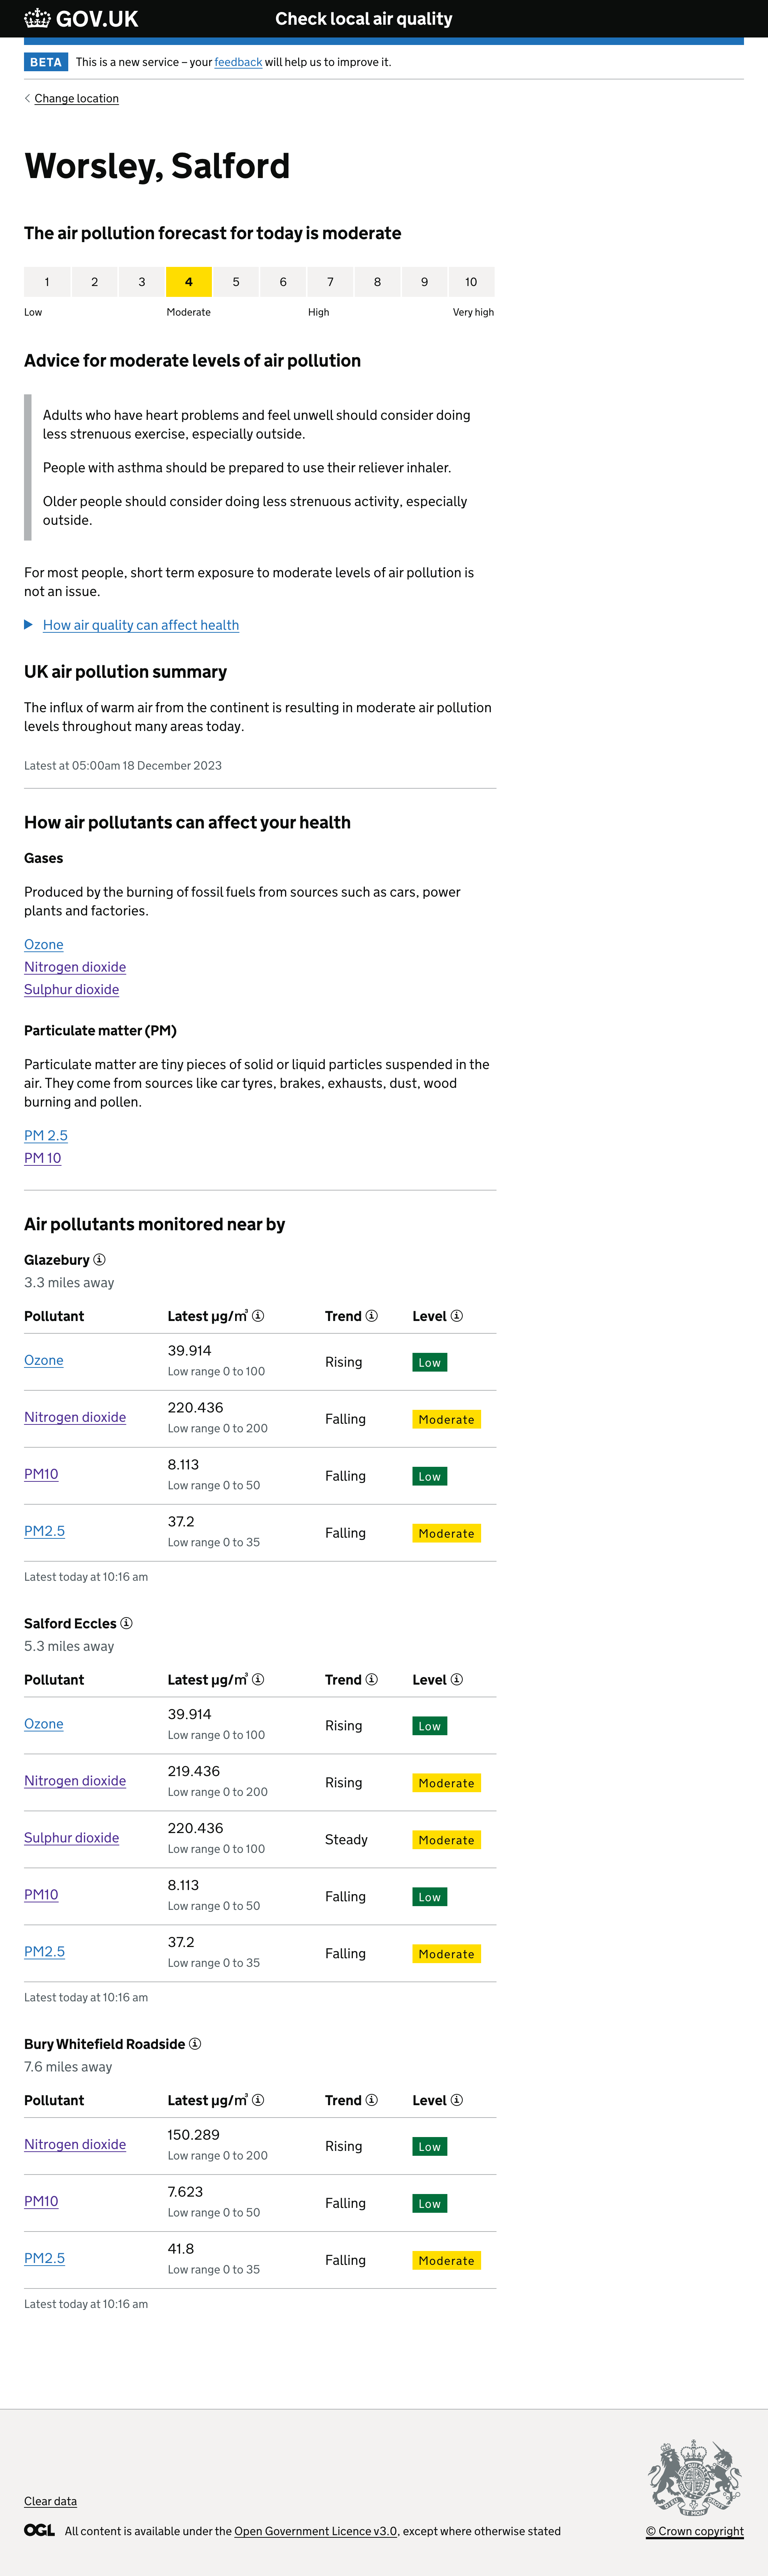 GOV.UK
Check local air quality
BETA This is a new service – your feedback will help us to improve it.
Change location
Worsley, Salford
The air pollution forecast for today is moderate
1 2 3 4 5 6 7 8 9 10
Low Moderate High Very high
Advice for moderate levels of air pollution
Adults who have heart problems and feel unwell should consider doing
less strenuous exercise, especially outside.
People with asthma should be prepared to use their reliever inhaler.
Older people should consider doing less strenuous activity, especially
outside.
For most people, short term exposure to moderate levels of air pollution is
not an issue.
How air quality can affect health
UK air pollution summary
The influx of warm air from the continent is resulting in moderate air pollution
levels throughout many areas today.
Latest at 05:00am 18 December 2023
How air pollutants can affect your health
Gases
Produced by the burning of fossil fuels from sources such as cars, power
plants and factories.
Ozone
Nitrogen dioxide
Sulphur dioxide
Particulate matter (PM)
Particulate matter are tiny pieces of solid or liquid particles suspended in the
air. They come from sources like car tyres, brakes, exhausts, dust, wood
burning and pollen.
PM 2.5
PM 10
Air pollutants monitored near by
Glazebury
3.3 miles away
Pollutant Latest µg/m³ Trend Level
Ozone 39.914 Rising Low
Low range 0 to 100
Nitrogen dioxide 220.436 Falling Moderate
Low range 0 to 200
PM10 8.113 Falling Low
Low range 0 to 50
PM2.5 37.2 Falling Moderate
Low range 0 to 35
Latest today at 10:16 am
Salford Eccles
5.3 miles away
Pollutant Latest µg/m³ Trend Level
Ozone 39.914 Rising Low
Low range 0 to 100
Nitrogen dioxide 219.436 Rising Moderate
Low range 0 to 200
Sulphur dioxide 220.436 Steady Moderate
Low range 0 to 100
PM10 8.113 Falling Low
Low range 0 to 50
PM2.5 37.2 Falling Moderate
Low range 0 to 35
Latest today at 10:16 am
Bury Whitefield Roadside
7.6 miles away
Pollutant Latest µg/m³ Trend Level
Nitrogen dioxide 150.289 Rising Low
Low range 0 to 200
PM10 7.623 Falling Low
Low range 0 to 50
PM2.5 41.8 Falling Moderate
Low range 0 to 35
Latest today at 10:16 am
Clear data
OGL All content is available under the Open Government Licence v3.0, except where otherwise stated
© Crown copyright